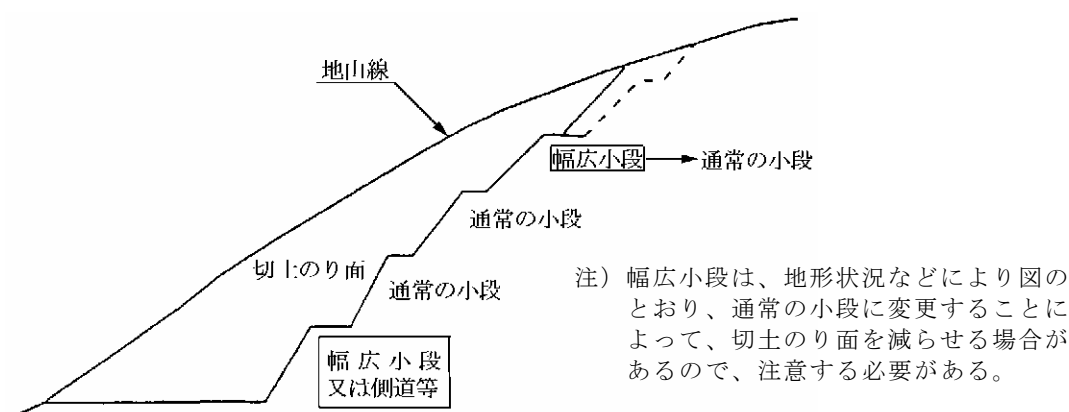 地山線
幅広小段
通常の小段
通常の小段
切土のり面
通常の小段
幅広小段
又は側道等
注）幅広小段は、地形状況などにより図の
とおり、通常の小段に変更することに
よって、切土のり面を減らせる場合が
あるので、注意する必要がある。